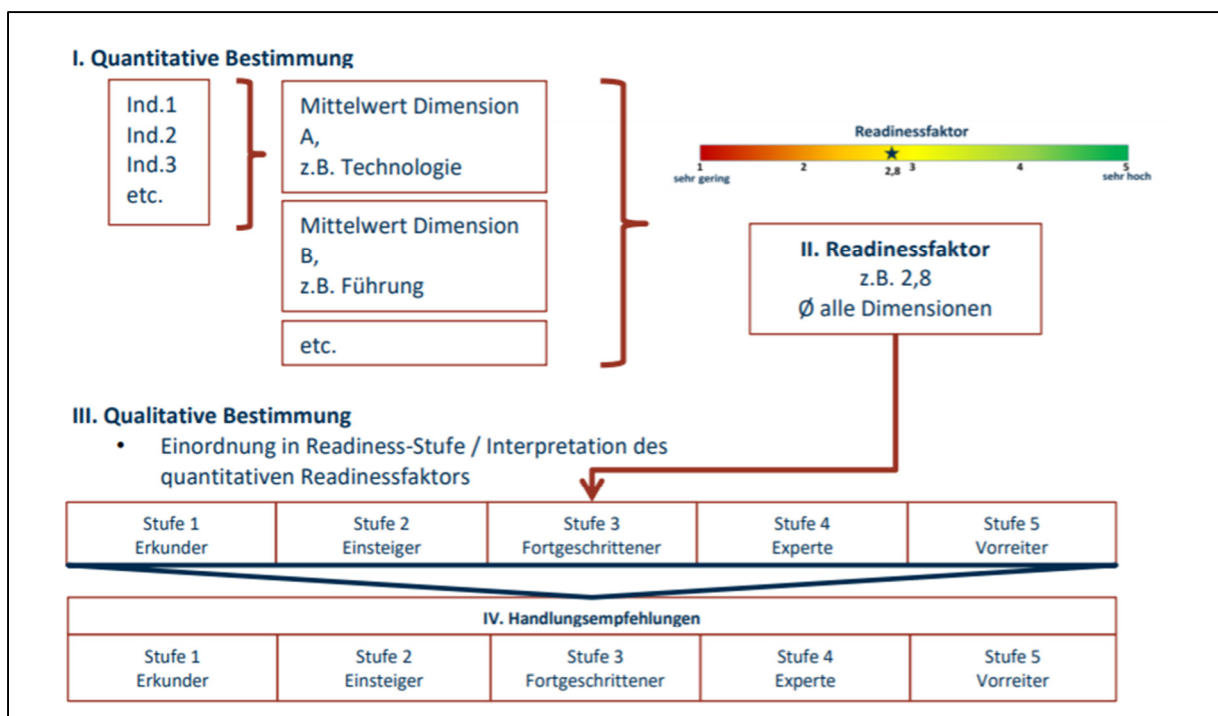 I. Quantitative Bestimmung
Ind.1
Ind.2
Ind.3
etc.
Mittelwert Dimension
A,
z.B. Technologie
Mittelwert Dimension
B,
z.B. Führung
etc.
Readinessfaktor
1
2
2,8
3
4
5
sehr gering
sehr hoch
II. Readinessfaktor
z.B. 2,8
Ø alle Dimensionen
III. Qualitative Bestimmung
• Einordnung in Readiness-Stufe / Interpretation des
quantitativen Readinessfaktors
Stufe 1
Erkunder
Stufe 2
Einsteiger
Stufe 3
Fortgeschrittener
Stufe 4
Experte
Stufe 5
Vorreiter
IV. Handlungsempfehlungen
Stufe 1
Erkunder
Stufe 2
Einsteiger
Stufe 3
Fortgeschrittener
Stufe 4
Experte
Stufe 5
Vorreiter